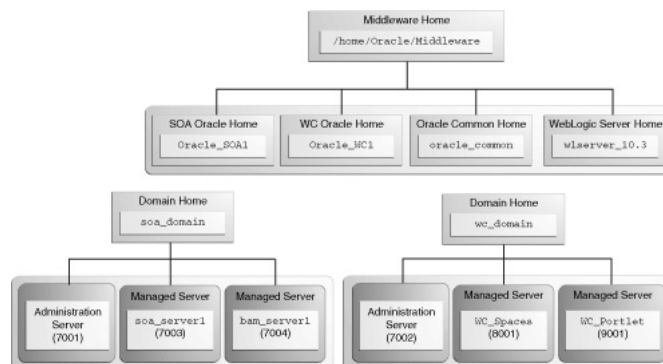 Middleware Home
/home/Oracle/Middleware
SOA Oracle Home
Oracle_SOA1
WC Oracle Home
Oracle_WC1
Oracle Common Home
oracle_common
WebLogic Server Home
wlserver_10.3
Domain Home
soa_domain
Domain Home
wc_domain
Administration
Server
(7001)
Managed Server
soa_server1
(7003)
Managed Server
bam_server1
(7004)
Administration
Server
(7002)
Managed Server
WC_Spaces
(8001)
Managed Server
WC_Portlet
(9001)